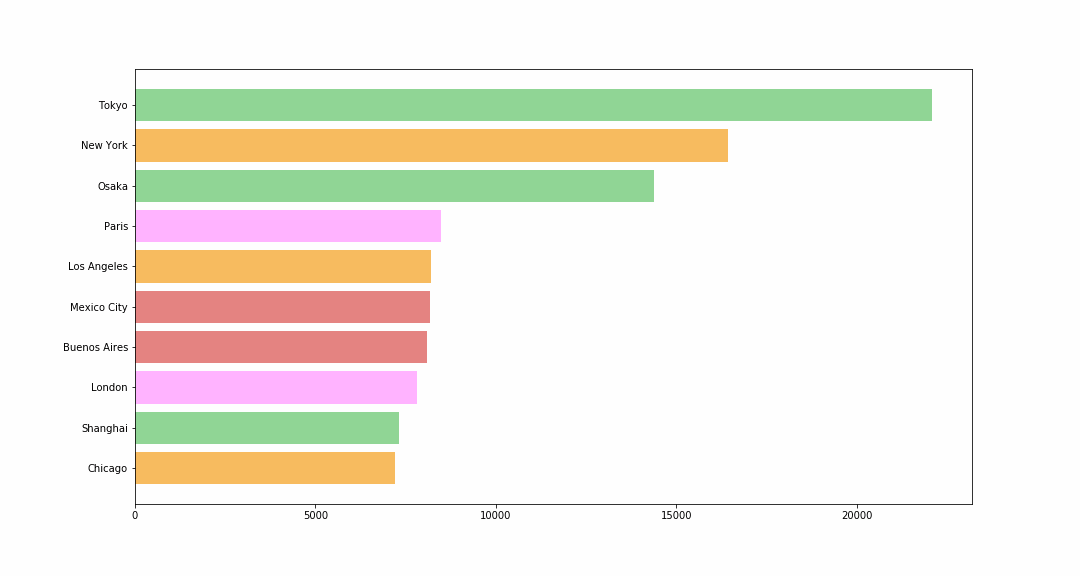 Tokyo
New York
Osaka
Paris
Los Angeles
Mexico City
Buenos Aires
London
Shanghai
Chicago
0 5000 10000 15000 20000